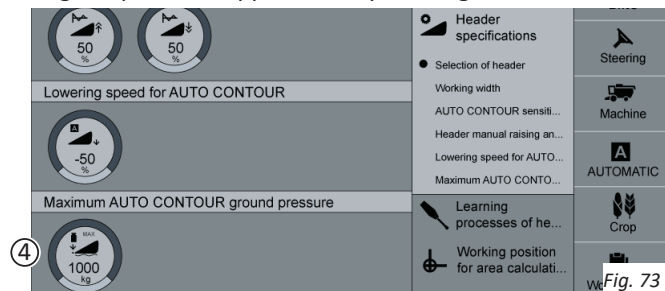 50
%
50
%
Lowering speed for AUTO CONTOUR
A
-50
%
Maximum AUTO CONTOUR ground pressure
4
MAX
1000
kg
Header
specifications
Selection of header
Working width
AUTO CONTOUR sensiti...
Header manual raising an...
Lowering speed for AUTO...
Maximum AUTO CONTO...
Learning
processes of he...
Working position
for area calculati...
Steering
Machine
A
AUTOMATIC
Crop
Fig. 73